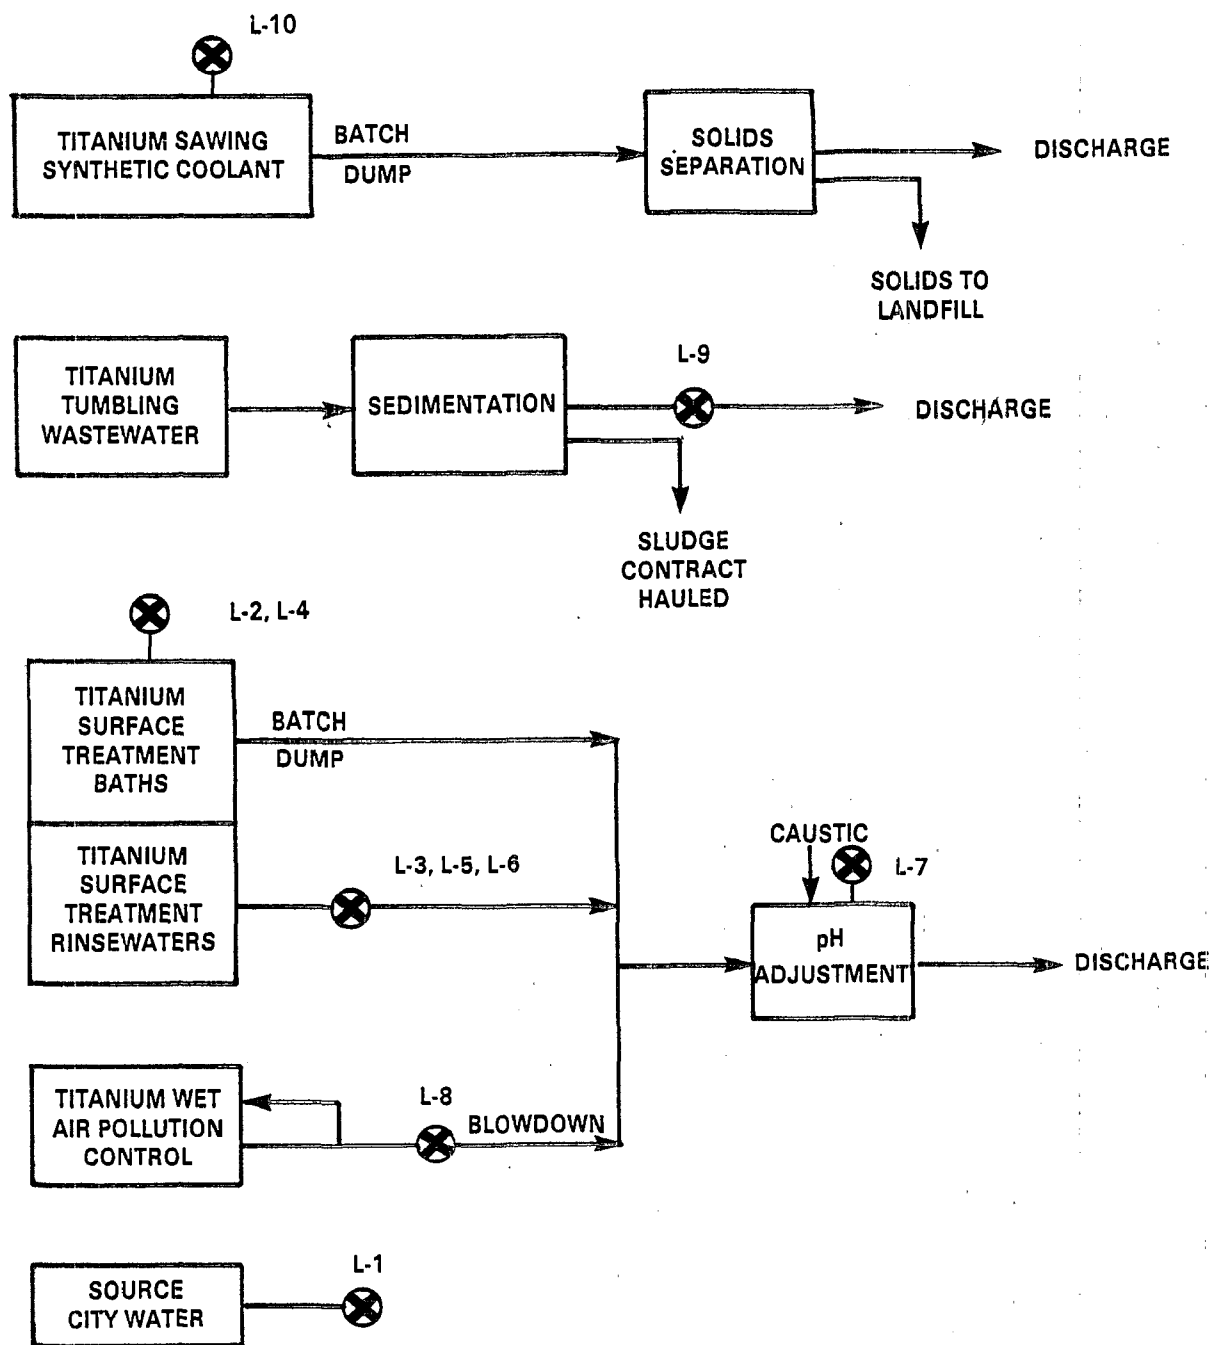 L-10
TITANIUM SAWING
SYNTHETIC COOLANT
BATCH
DUMP
SOLIDS
SEPARATION
DISCHARGE
SOLIDS TO
LANDFILL
TITANIUM
TUMBLING
WASTEWATER
SEDIMENTATION
L-9
DISCHARGE
SLUDGE
CONTRACT
HAULED
L-2, L-4
TITANIUM
SURFACE
TREATMENT
BATHS
BATCH
DUMP
TITANIUM
SURFACE
TREATMENT
RINSEWATERS
L-3, L-5, L-6
CAUSTIC
L-7
pH
ADJUSTMENT
DISCHARGE
TITANIUM WET
AIR POLLUTION
CONTROL
L-8
BLOWDOWN
L-1
SOURCE
CITY WATER